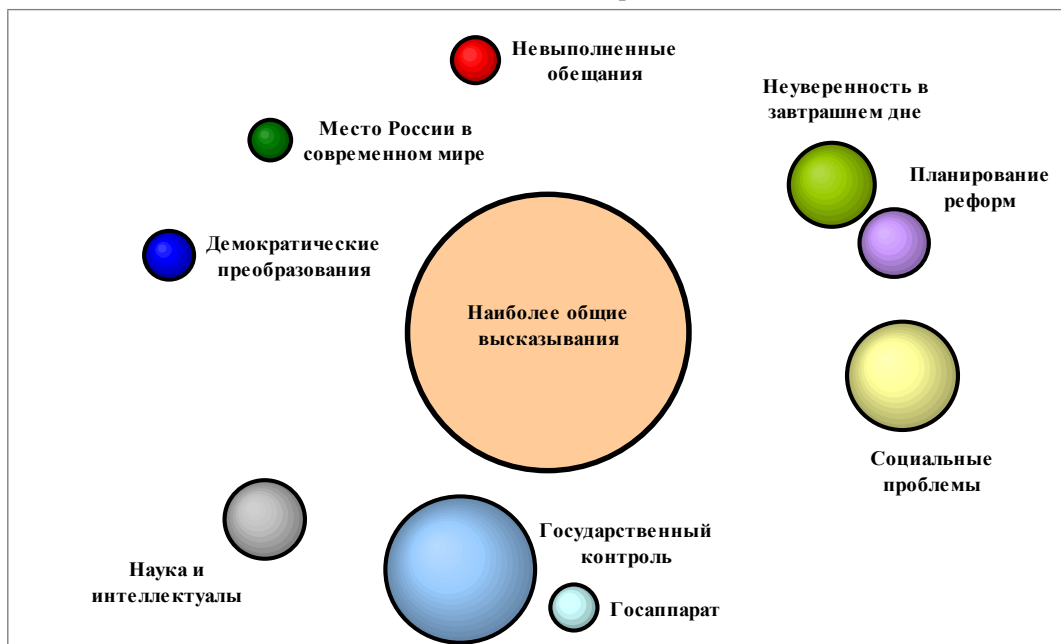 Невыполненные
обещания
Неуверенность в
завтрашнем дне
Место России в
современном мире
Планирование
реформ
Демократические
преобразования
Наиболее общие
высказывания
Социальные
проблемы
Государственный
контроль
Наука и
интеллектуалы
Госаппарат